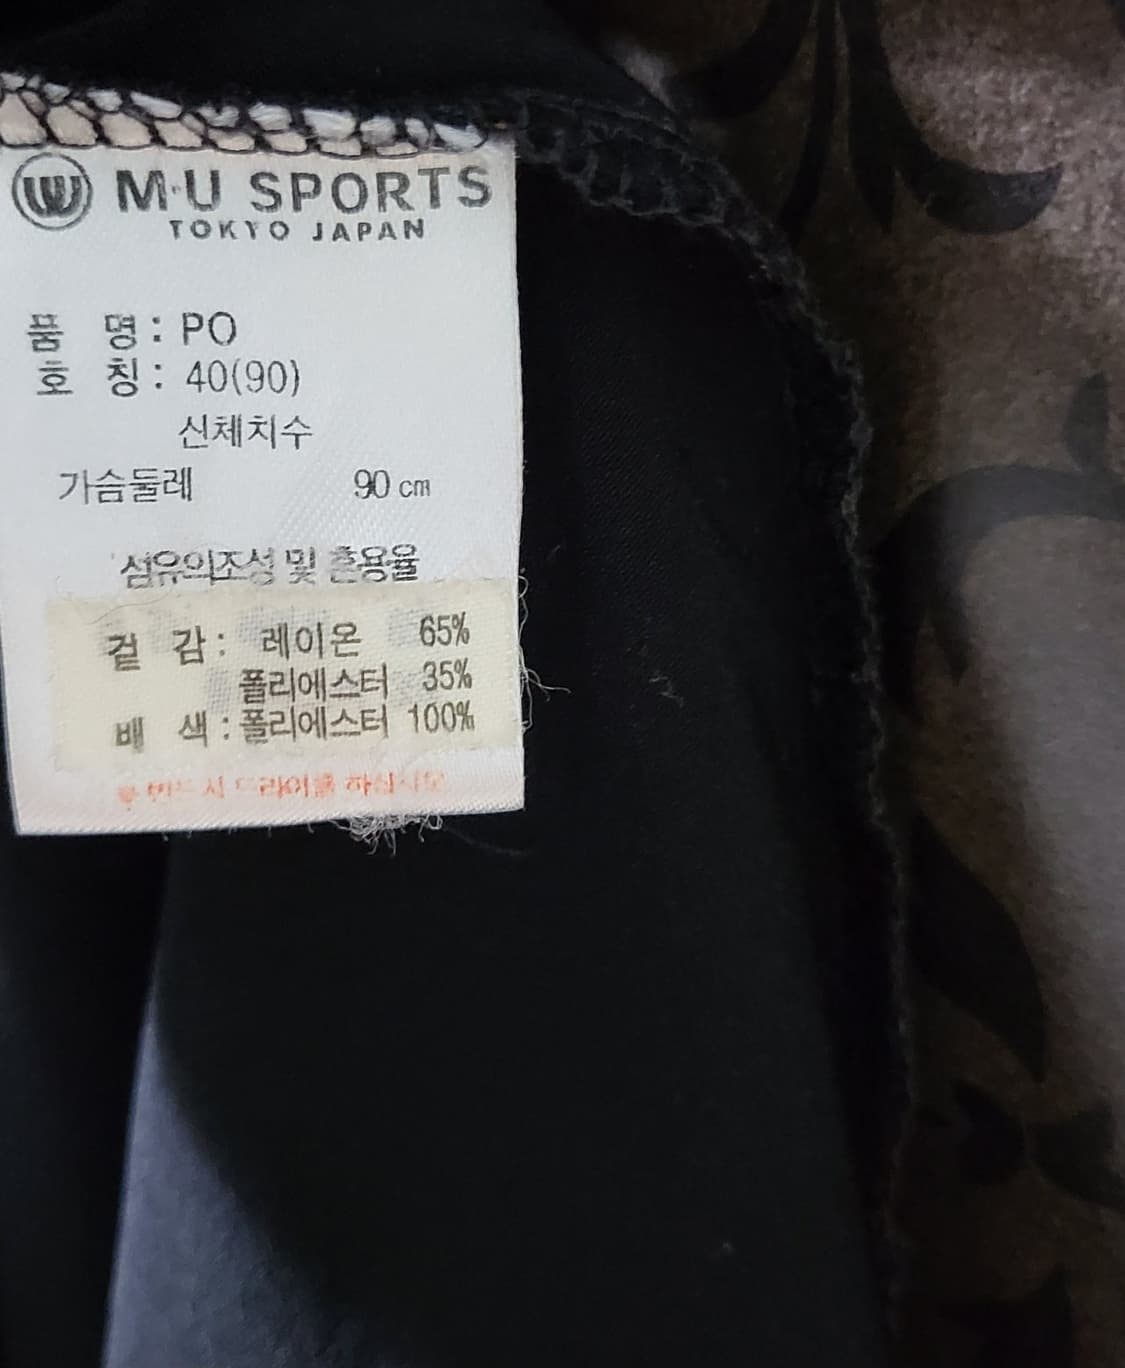 M·U SPORTS
TOKYO JAPAN
품 명 : PO
호 칭 : 40(90)
신체치수
가슴둘레 90 cm
섬유의조성 및 혼용율
겉 감 : 레이온 65%
폴리에스터 35%
배 색 : 폴리에스터 100%